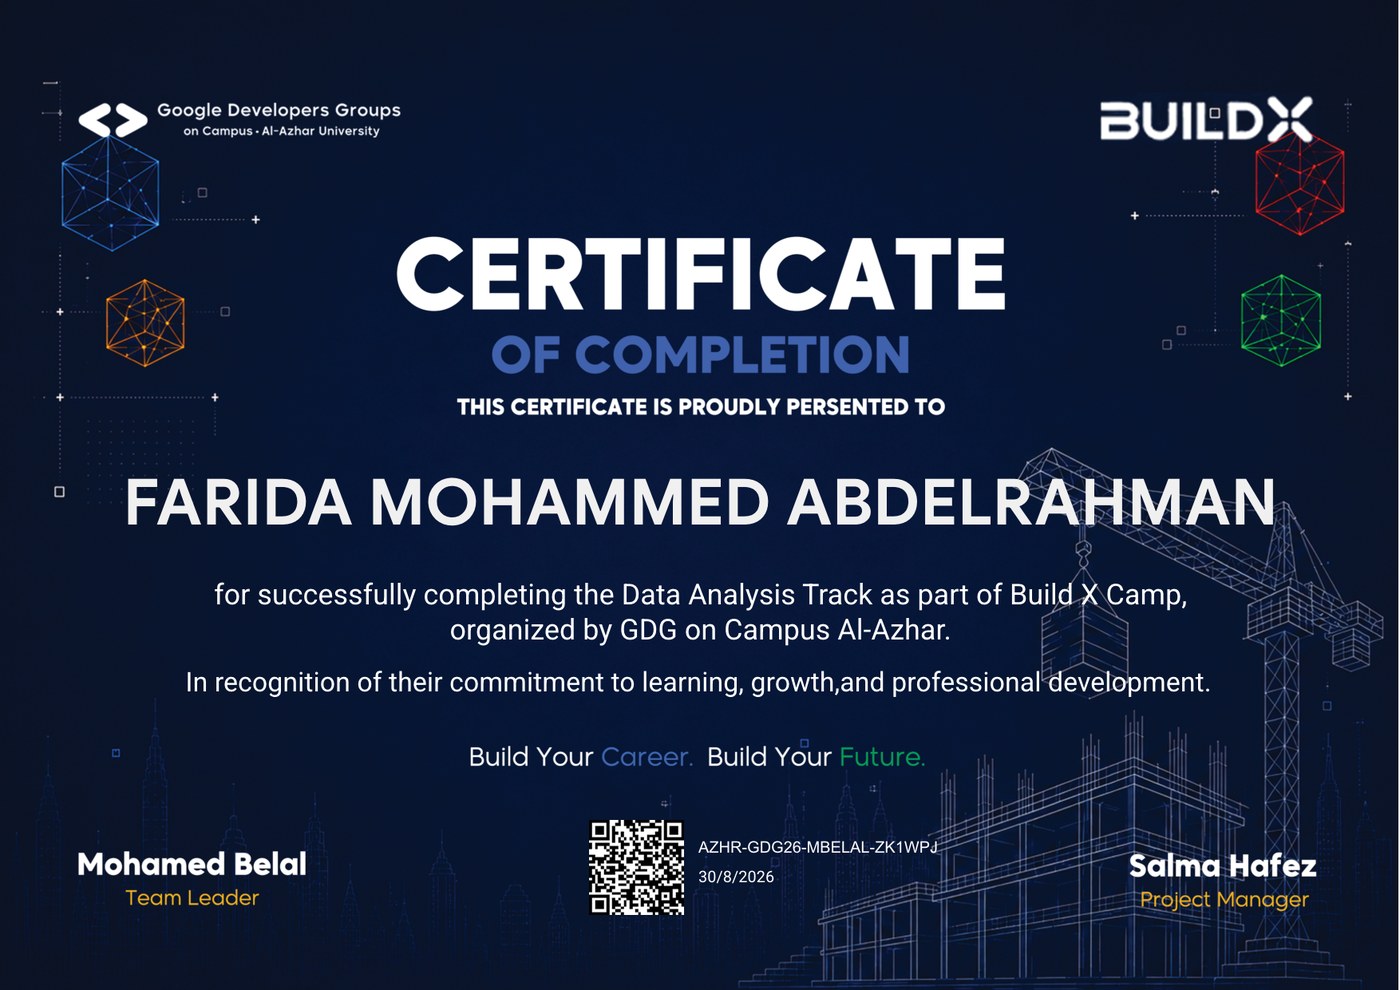 Google Developers Groups
on Campus • Al-Azhar University
BUILDX
CERTIFICATE
OF COMPLETION
THIS CERTIFICATE IS PROUDLY PERSENTED TO
FARIDA MOHAMMED ABDELRAHMAN
for successfully completing the Data Analysis Track as part of Build X Camp,
organized by GDG on Campus Al-Azhar.
In recognition of their commitment to learning, growth,and professional development.
Build Your Career. Build Your Future.
AZHR-GDG26-MBELAL-ZK1WPJ
30/8/2026
Mohamed Belal
Team Leader
Salma Hafez
Project Manager